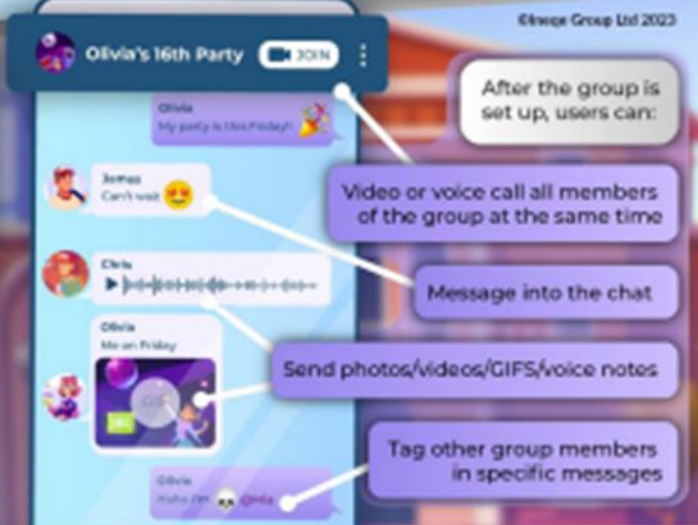 ©Ineqe Group Ltd 2023
Olivia's 16th Party JOIN
After the group is
set up, users can:
Olivia
My party is this Friday!!
Video or voice call all members
of the group at the same time
James
Can't wait
Chris
Message into the chat
Olivia
Me on Friday
GIF
Send photos/videos/GIFS/voice notes
Tag other group members
in specific messages
Olivia
Haha I'm